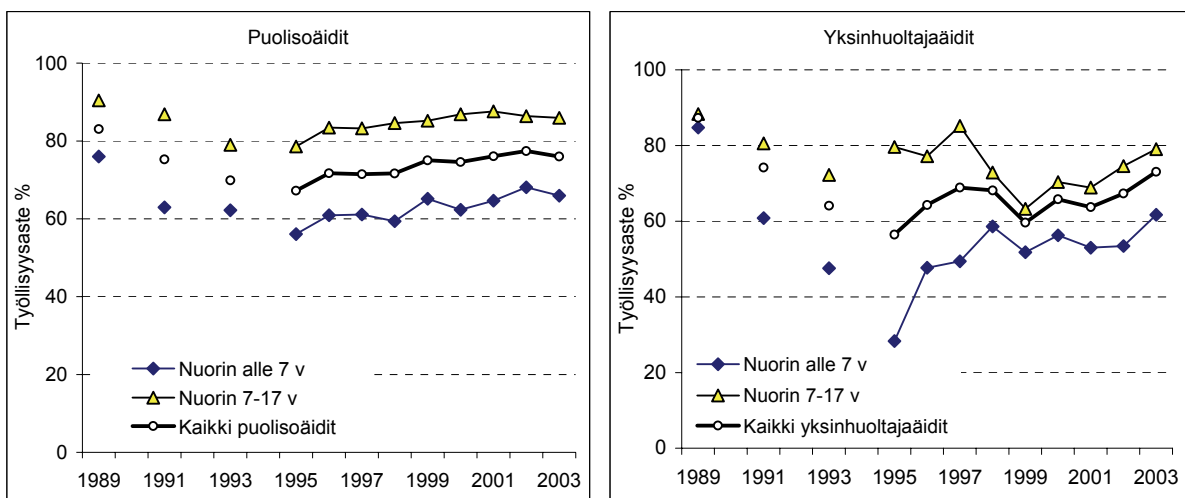 Puolisoäidit
Työllisyysaste %
100
80
60
40
20
0
Nuorin alle 7 v
Nuorin 7-17 v
Kaikki puolisoäidit
1989 1991 1993 1995 1997 1999 2001 2003
Yksinhuoltajaäidit
Työllisyysaste %
100
80
60
40
20
0
Nuorin alle 7 v
Nuorin 7-17 v
Kaikki yksinhuoltajaäidit
1989 1991 1993 1995 1997 1999 2001 2003